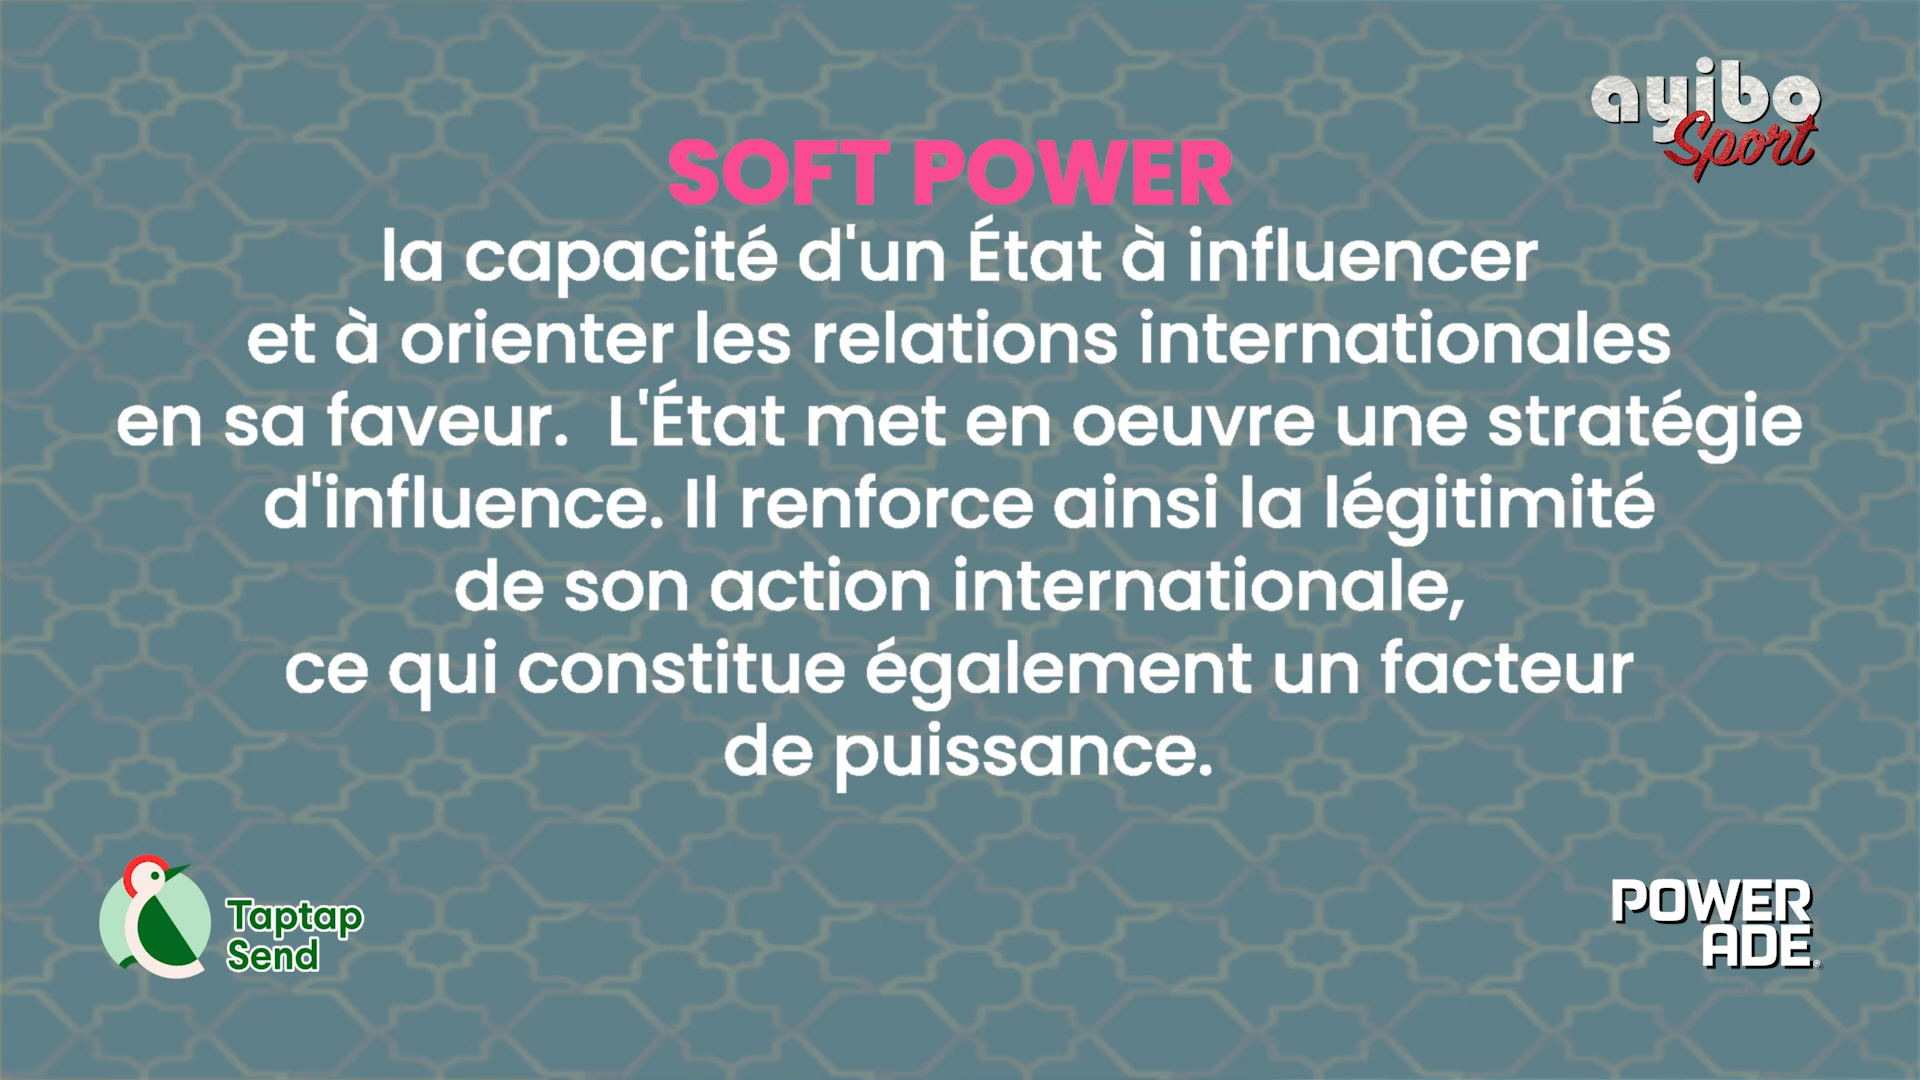 ayibo
Sport
SOFT POWER
la capacité d'un État à influencer
et à orienter les relations internationales
en sa faveur.  L'État met en oeuvre une stratégie
d'influence. Il renforce ainsi la légitimité
de son action internationale,
ce qui constitue également un facteur
de puissance.
Taptap
Send
POWER
ADE®